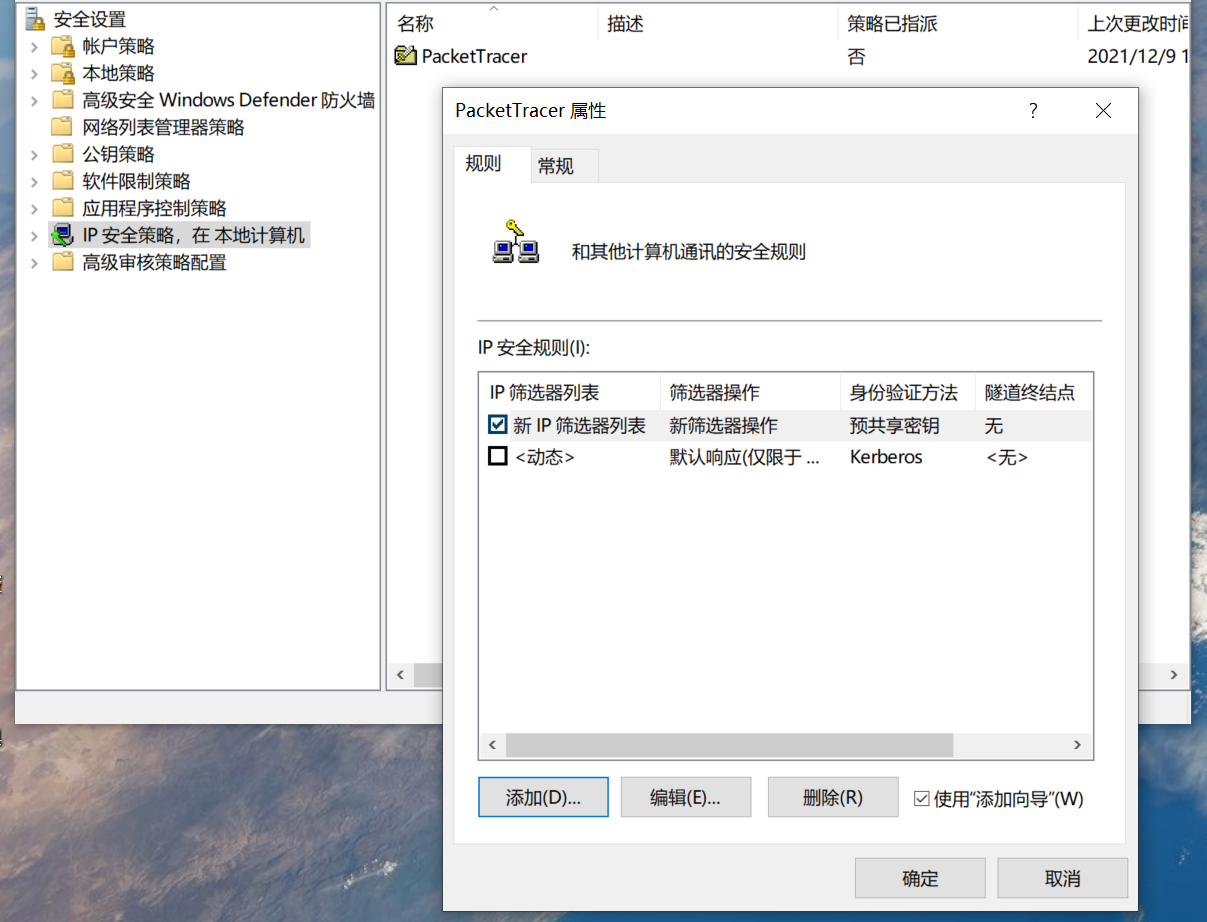 安全设置
帐户策略
本地策略
高级安全 Windows Defender 防火墙
网络列表管理器策略
公钥策略
软件限制策略
应用程序控制策略
IP 安全策略，在 本地计算机
高级审核策略配置
名称 描述 策略已指派 上次更改时间
PacketTracer 否 2021/12/9 1
PacketTracer 属性
规则 常规
和其他计算机通讯的安全规则
IP 安全规则(I):
IP 筛选器列表 筛选器操作 身份验证方法 隧道终结点
新 IP 筛选器列表 新筛选器操作 预共享密钥 无
<动态> 默认响应(仅限于 ... Kerberos <无>
添加(D)... 编辑(E)... 删除(R) 使用“添加向导”(W)
确定 取消